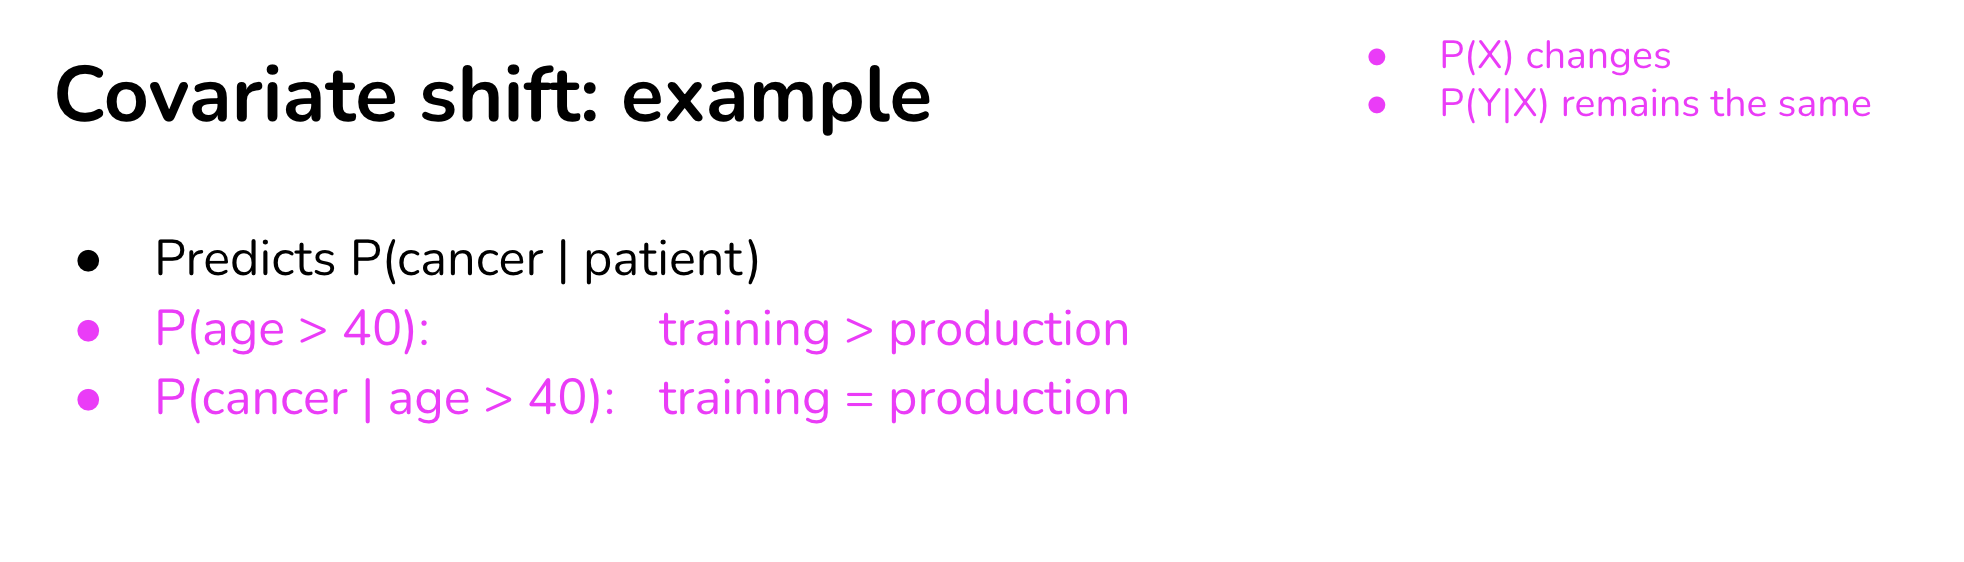 Covariate shift: example
● P(X) changes
● P(Y|X) remains the same
● Predicts P(cancer | patient)
● P(age > 40): training > production
● P(cancer | age > 40): training = production